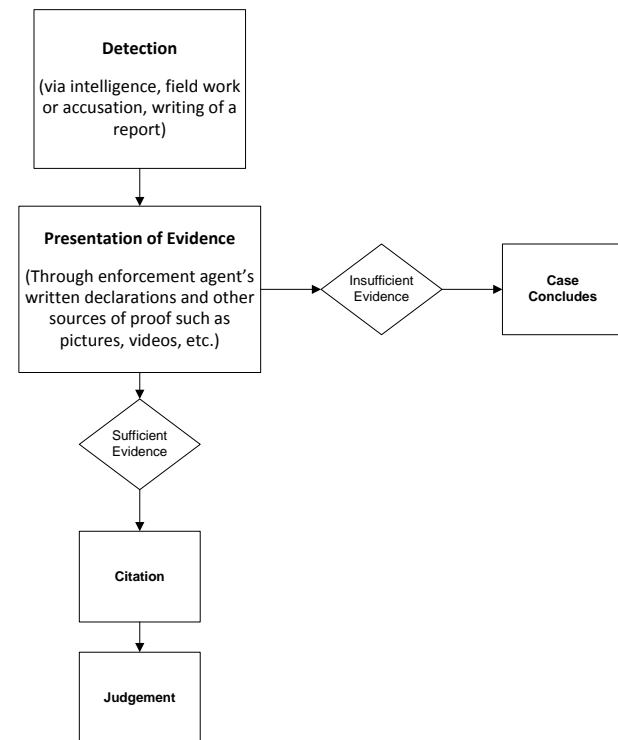 Detection
(via intelligence, field work
or accusation, writing of a
report)
Presentation of Evidence
(Through enforcement agent’s
written declarations and other
sources of proof such as
pictures, videos, etc.)
Insufficient
Evidence
Case
Concludes
Sufficient
Evidence
Citation
Judgement